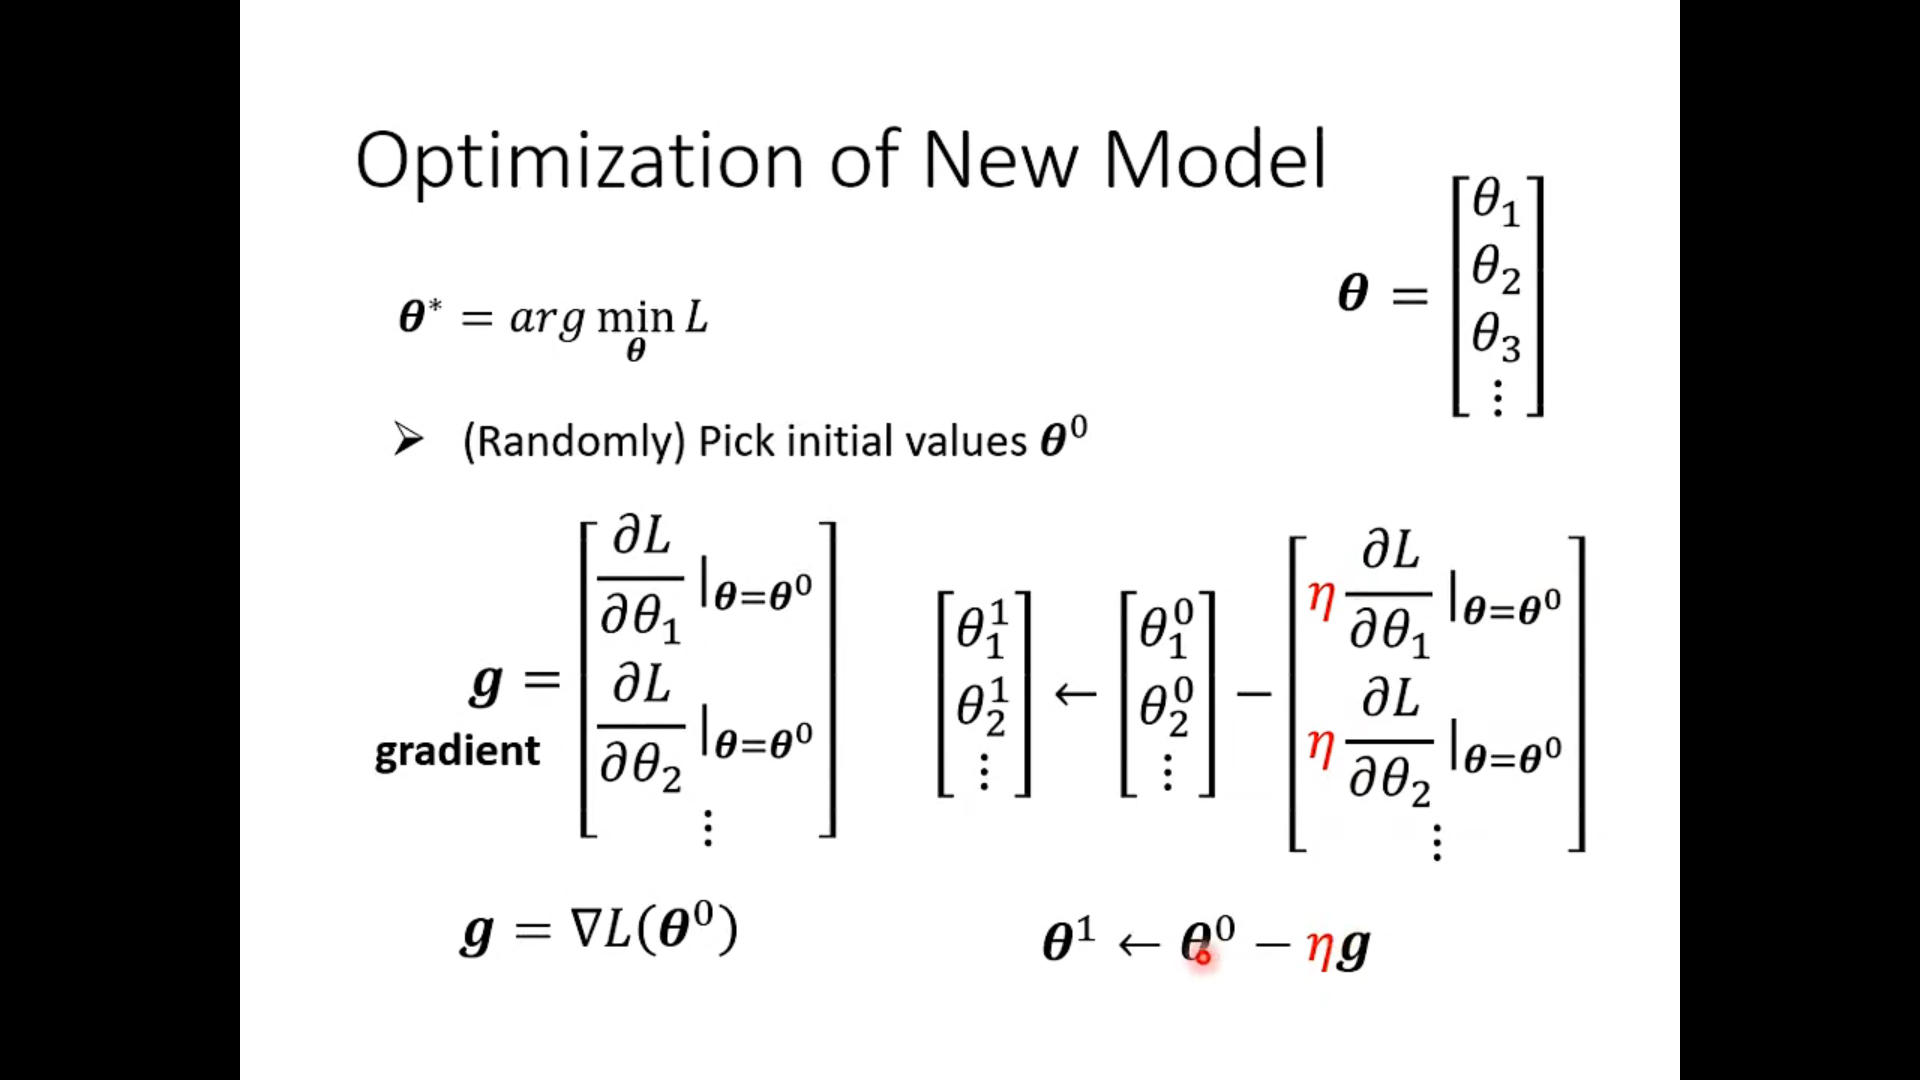 Optimization of New Model
𝜽 = [θ₁ θ₂ θ₃ ⋮]
𝜽* = arg min_𝜽 L
➢ (Randomly) Pick initial values 𝜽⁰
𝒈 = [∂L/∂θ₁ |𝜽=𝜽⁰ ∂L/∂θ₂ |𝜽=𝜽⁰ ⋮]
gradient
[θ₁¹ θ₂¹ ⋮] ← [θ₁⁰ θ₂⁰ ⋮] − [η ∂L/∂θ₁ |𝜽=𝜽⁰ η ∂L/∂θ₂ |𝜽=𝜽⁰ ⋮]
𝒈 = ∇L(𝜽⁰)
𝜽¹ ← 𝜽⁰ − η𝒈